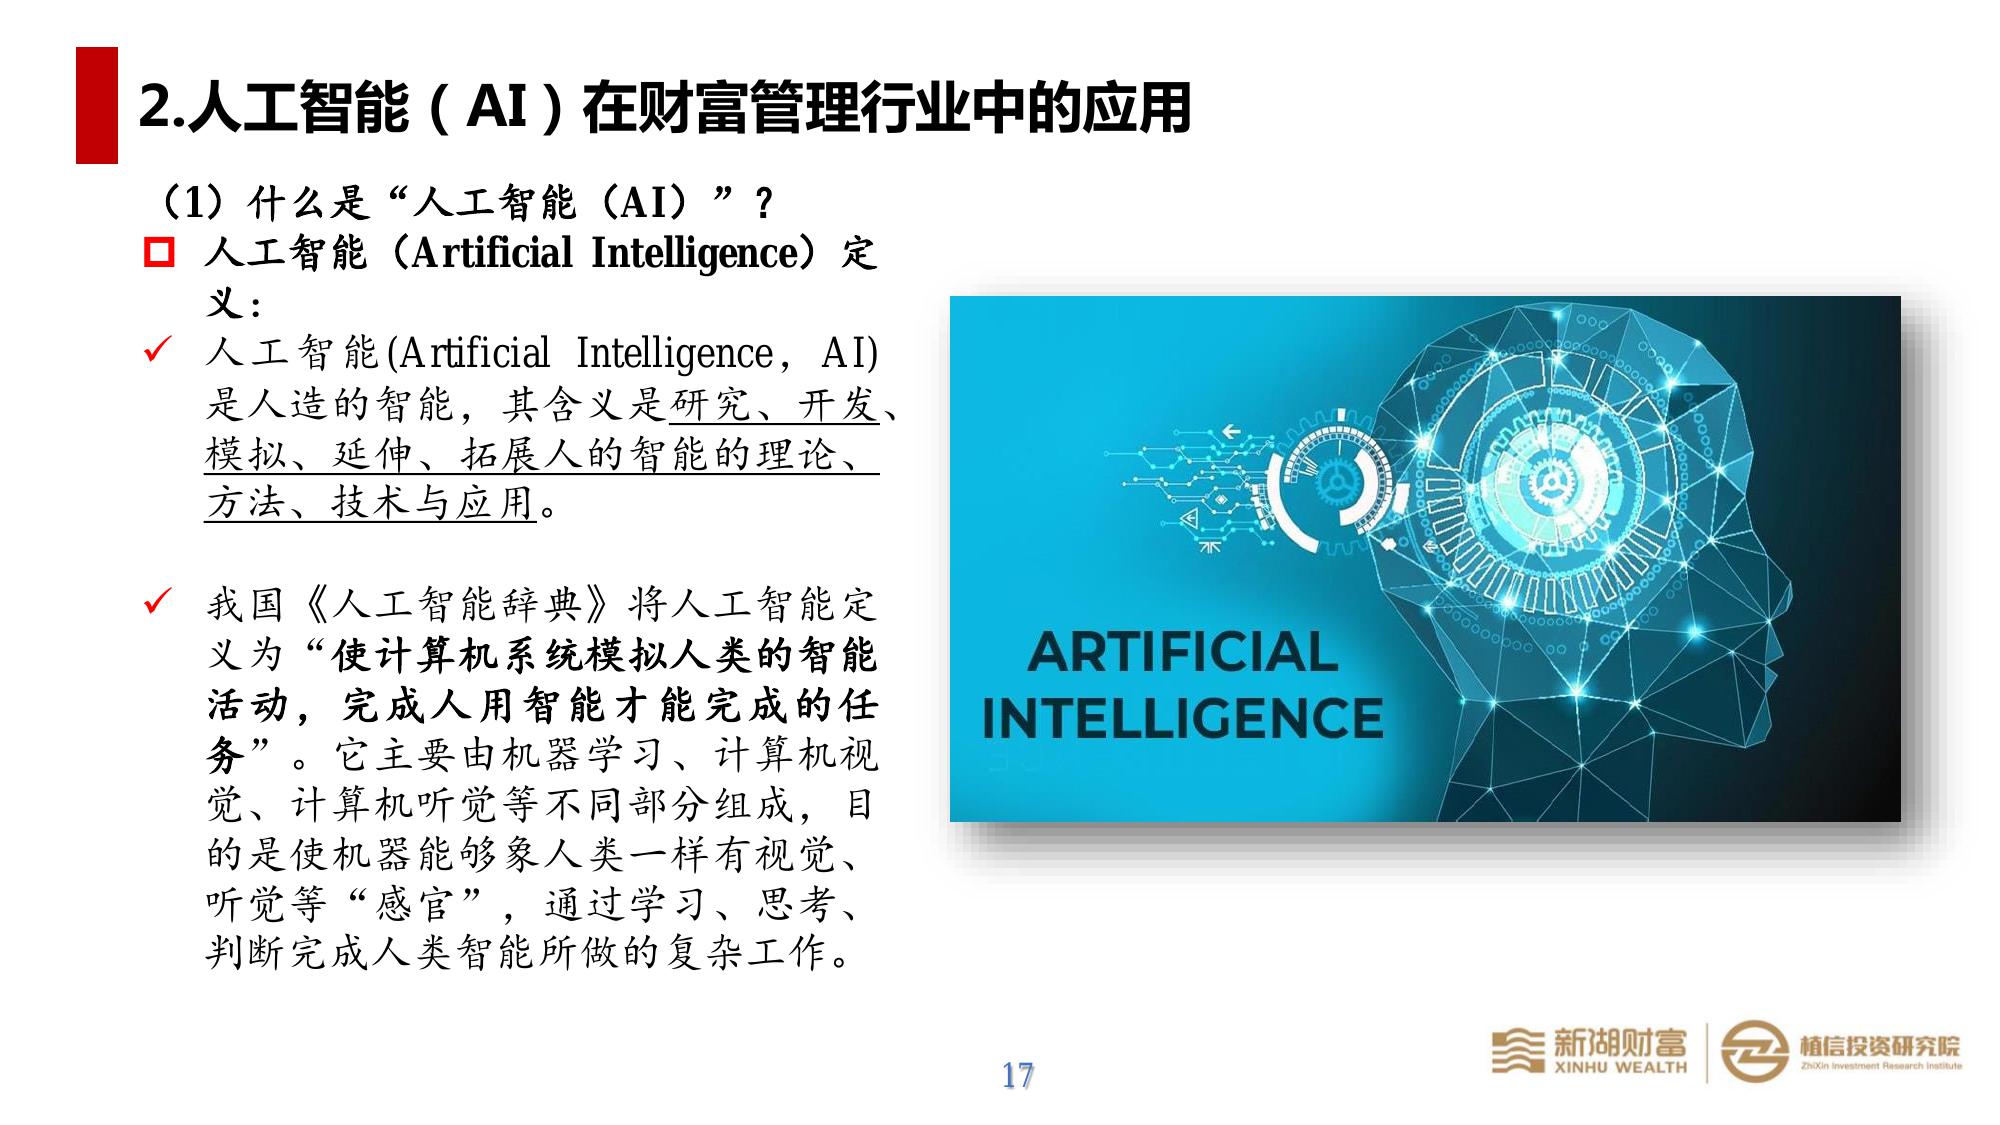 2.人工智能（AI）在财富管理行业中的应用
（1）什么是“人工智能（AI）”？
人工智能（Artificial Intelligence）定
义：
人工智能(Artificial Intelligence，AI)
是人造的智能，其含义是研究、开发、
模拟、延伸、拓展人的智能的理论、
方法、技术与应用。
我国《人工智能辞典》将人工智能定
义为“使计算机系统模拟人类的智能
活动，完成人用智能才能完成的任
务”。它主要由机器学习、计算机视
觉、计算机听觉等不同部分组成，目
的是使机器能够象人类一样有视觉、
听觉等“感官”，通过学习、思考、
判断完成人类智能所做的复杂工作。
ARTIFICIAL
INTELLIGENCE
17
新湖财富
XINHU WEALTH
植信投资研究院
ZhiXin Investment Research Institute